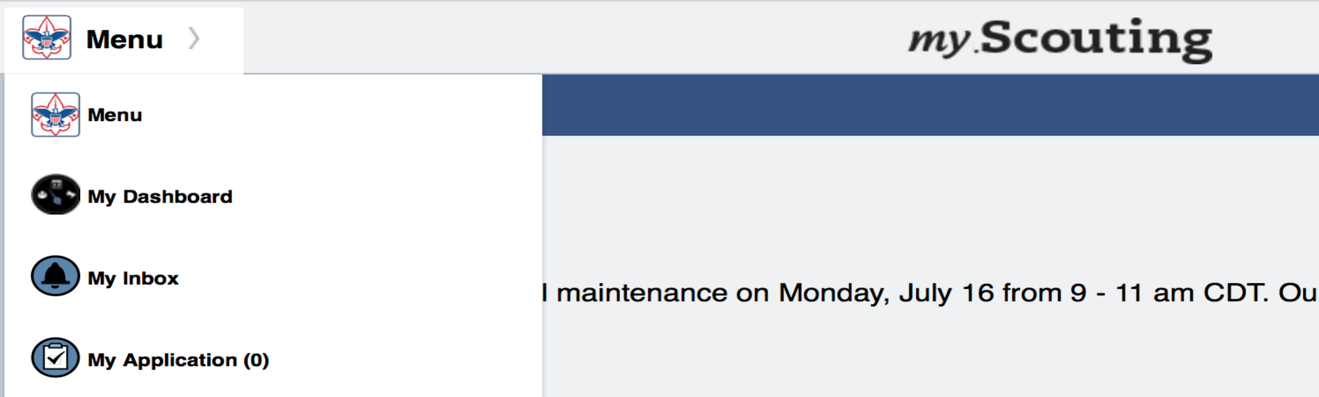 Menu
my.Scouting
Menu
My Dashboard
My Inbox
maintenance on Monday, July 16 from 9 - 11 am CDT. Ou
My Application (0)